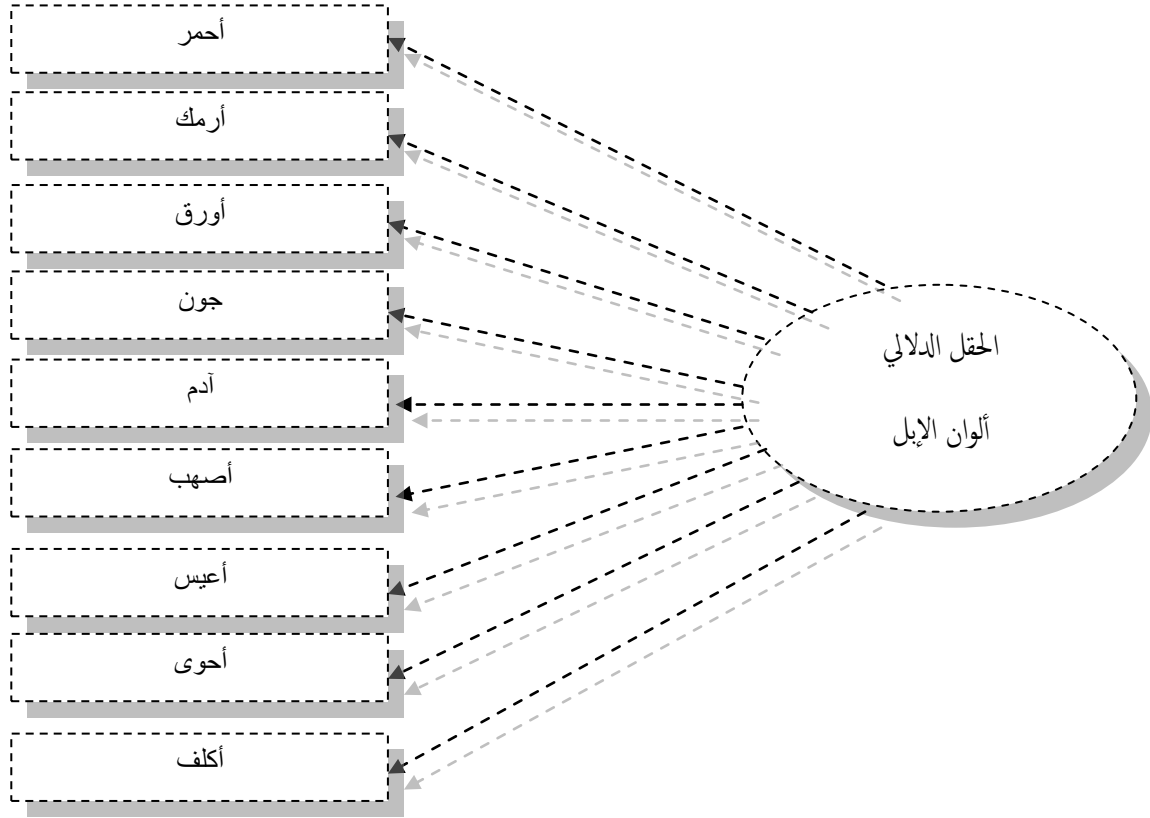 الحقل الدلالي
ألوان الإبل
أحمر
أرمك
أورق
جون
آدم
أصهب
أعيس
أحوى
أكلف